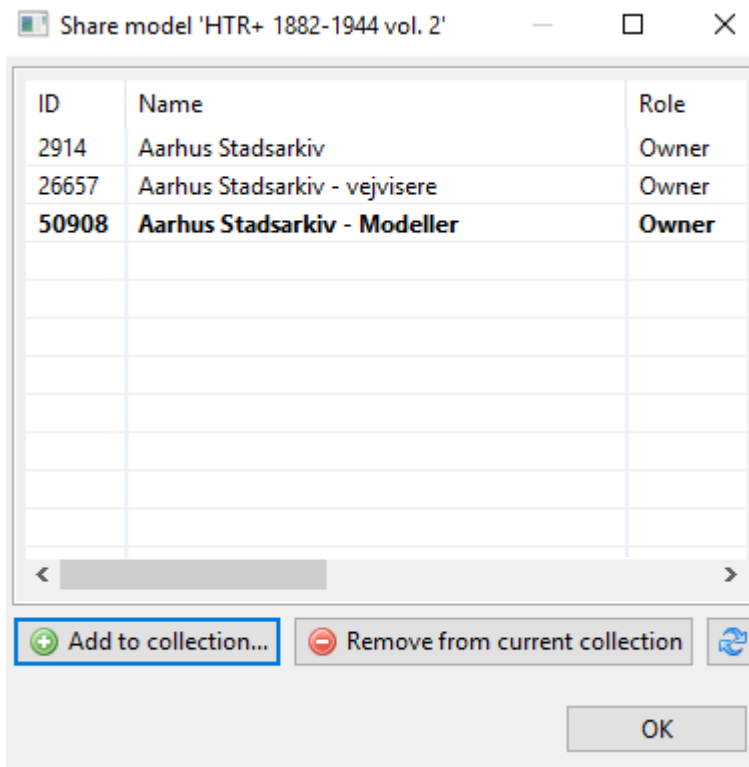 Share model 'HTR+ 1882-1944 vol. 2'
ID Name Role
2914 Aarhus Stadsarkiv Owner
26657 Aarhus Stadsarkiv - vejvisere Owner
50908 Aarhus Stadsarkiv - Modeller Owner
Add to collection... Remove from current collection
OK